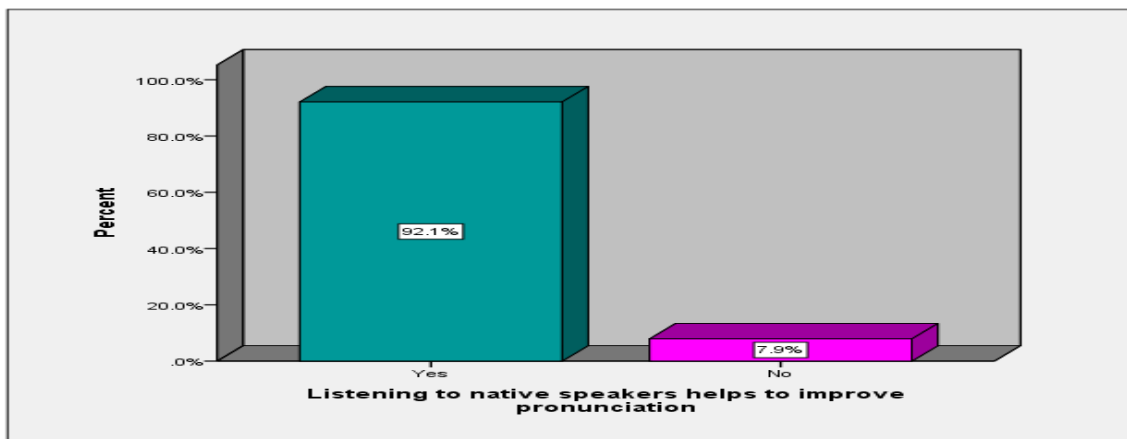 Percent
100.0%
80.0%
60.0%
40.0%
20.0%
.0%
92.1%
7.9%
Yes
No
Listening to native speakers helps to improve
pronunciation